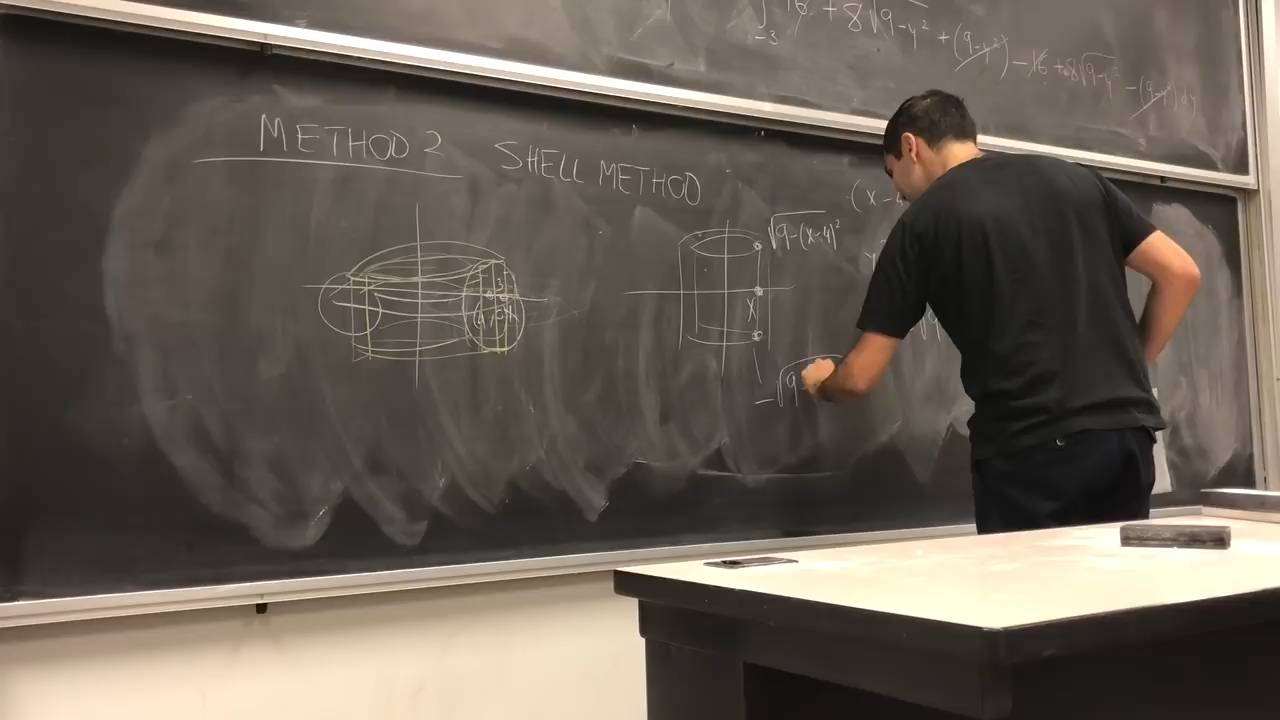 ∫₋₃ 16 + 8√(9-y²) + (9-y²) - 16 + 8√(9-y²) - (9-y²) dy
METHOD 2 SHELL METHOD
(x-4
√(9-(x-4)²
3
x
-√9